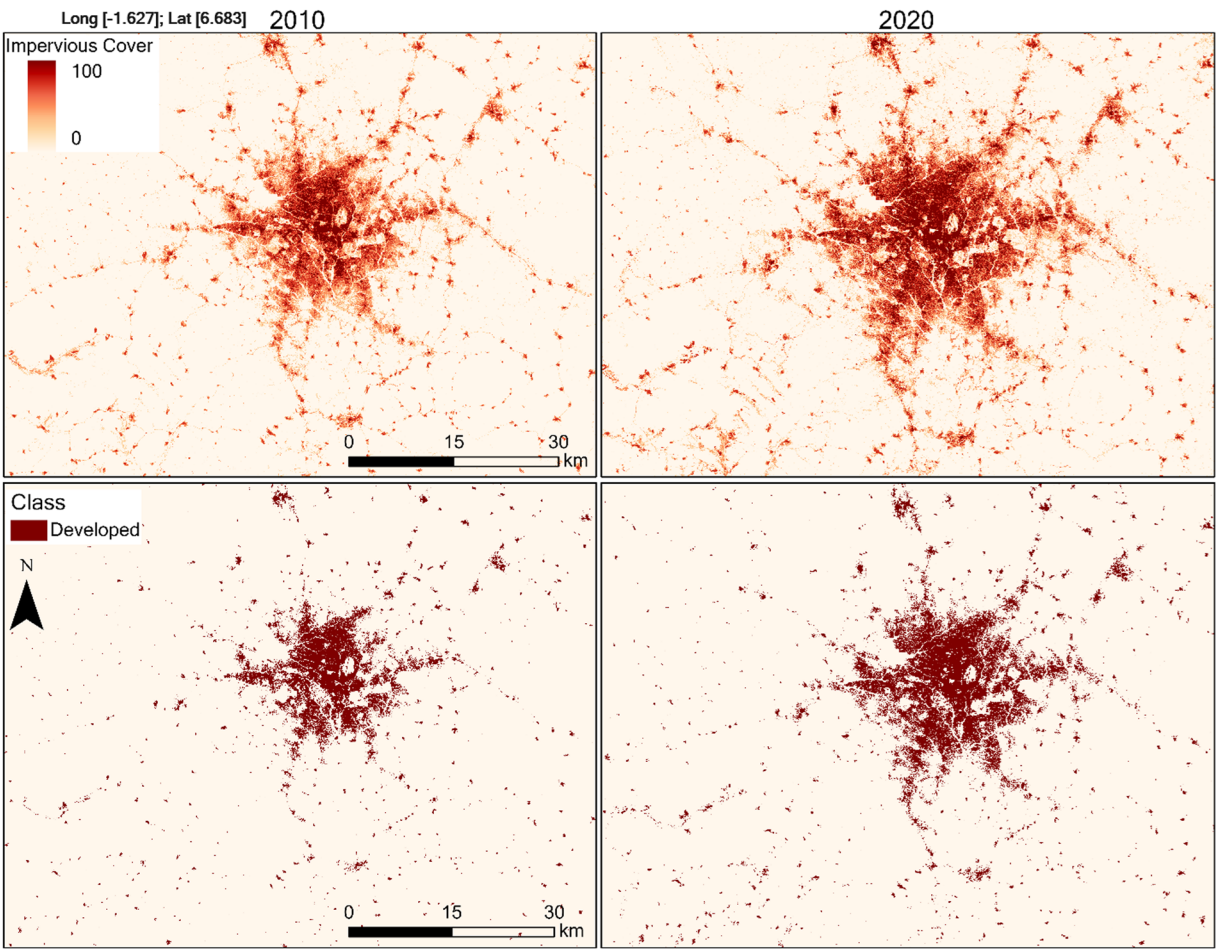 Long [-1.627]; Lat [6.683] 2010 2020
Impervious Cover
100
0
0 15 30
km
Class
Developed
N
0 15 30
km